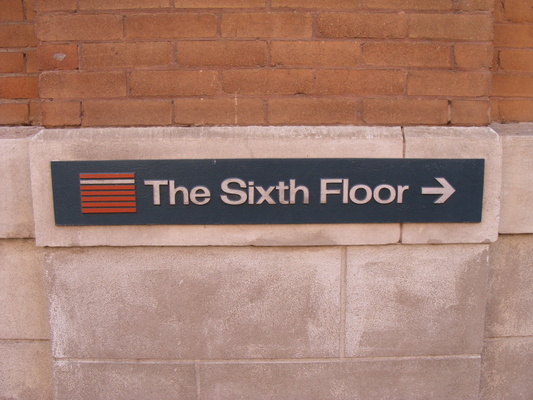 The Sixth Floor →